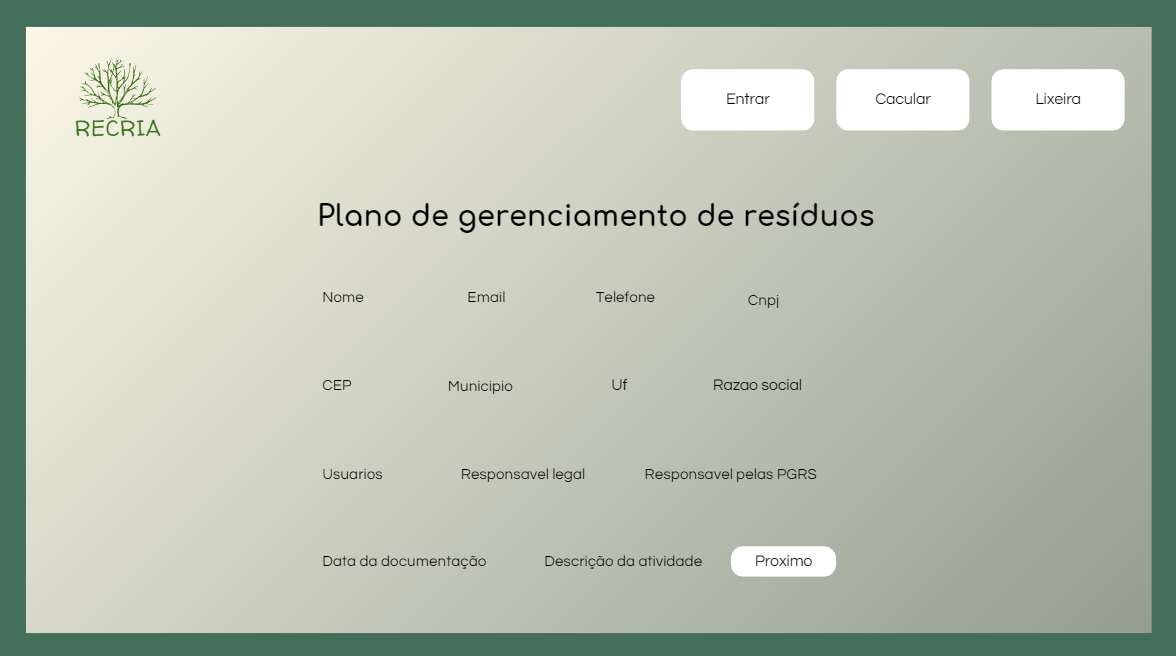 RECRIA
Entrar Cacular Lixeira
Plano de gerenciamento de resíduos
Nome Email Telefone Cnpj
CEP Municipio Uf Razao social
Usuarios Responsavel legal Responsavel pelas PGRS
Data da documentação Descrição da atividade Proximo